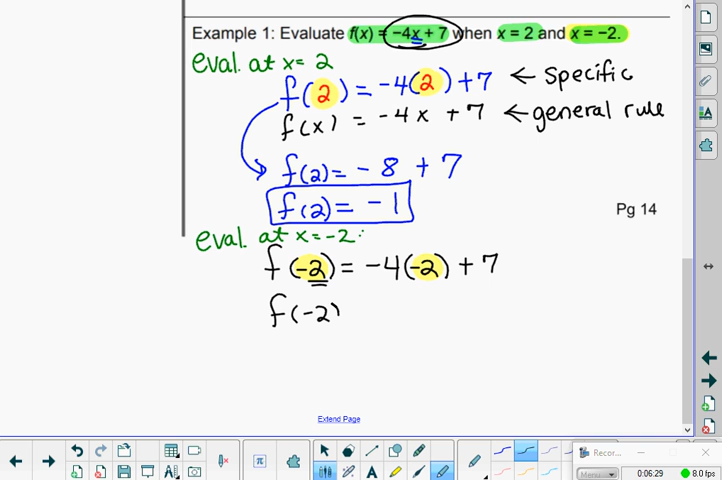 Example 1: Evaluate f(x) = −4x + 7 when x = 2 and x = −2.
eval. at x = 2
f(2) = -4(2) + 7 ← specific
f(x) = -4x + 7 ← general rule
f(2) = -8 + 7
f(2) = -1
Pg 14
eval. at x = -2:
f(-2) = -4(-2) + 7
f(-2)
Extend Page
Recor...
Menu
0:06:29
8.0 fps